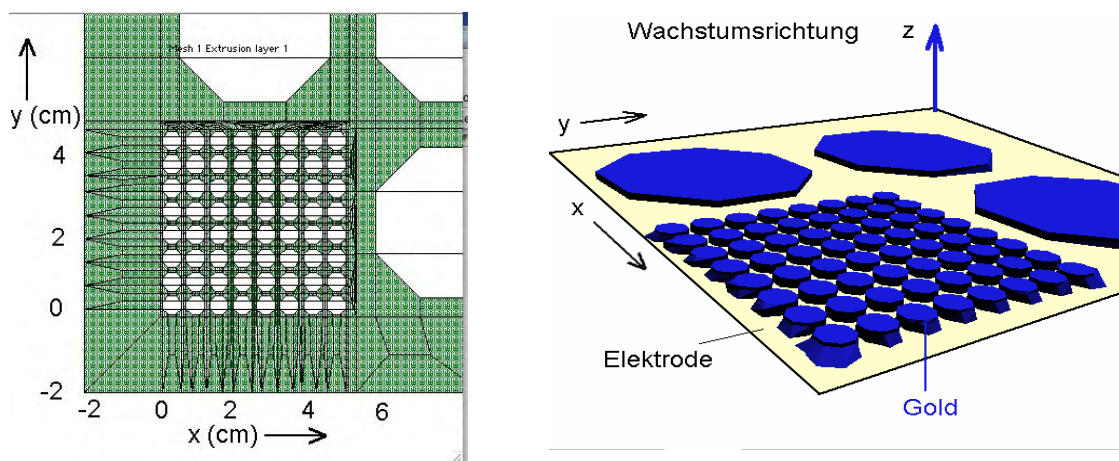 Mesh 1 Extrusion layer 1
y (cm)
4
2
0
-2
-2 0 2 4 6
x (cm)
Wachstumsrichtung
z
y
x
Elektrode
Gold